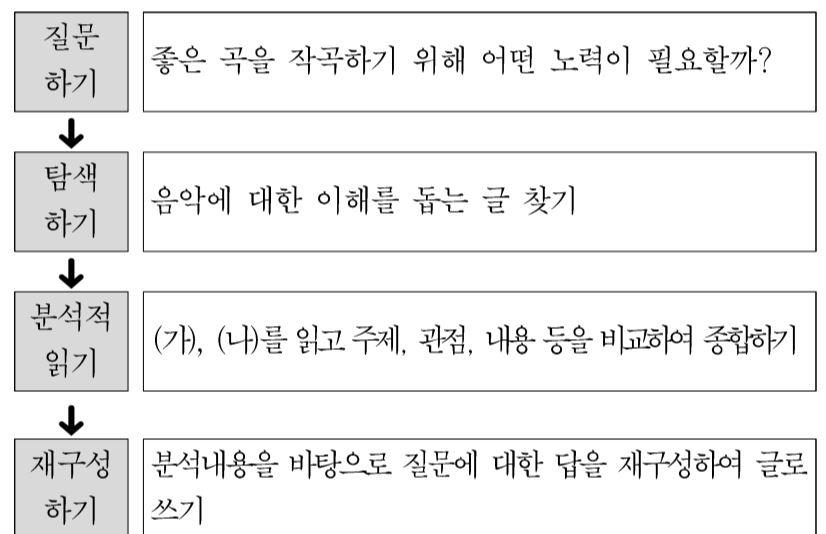 질문
하기
좋은 곡을 작곡하기 위해 어떤 노력이 필요할까?
탐색
하기
음악에 대한 이해를 돕는 글 찾기
분석적
읽기
(가), (나)를 읽고 주제, 관점, 내용 등을 비교하여 종합하기
재구성
하기
분석내용을 바탕으로 질문에 대한 답을 재구성하여 글로
쓰기